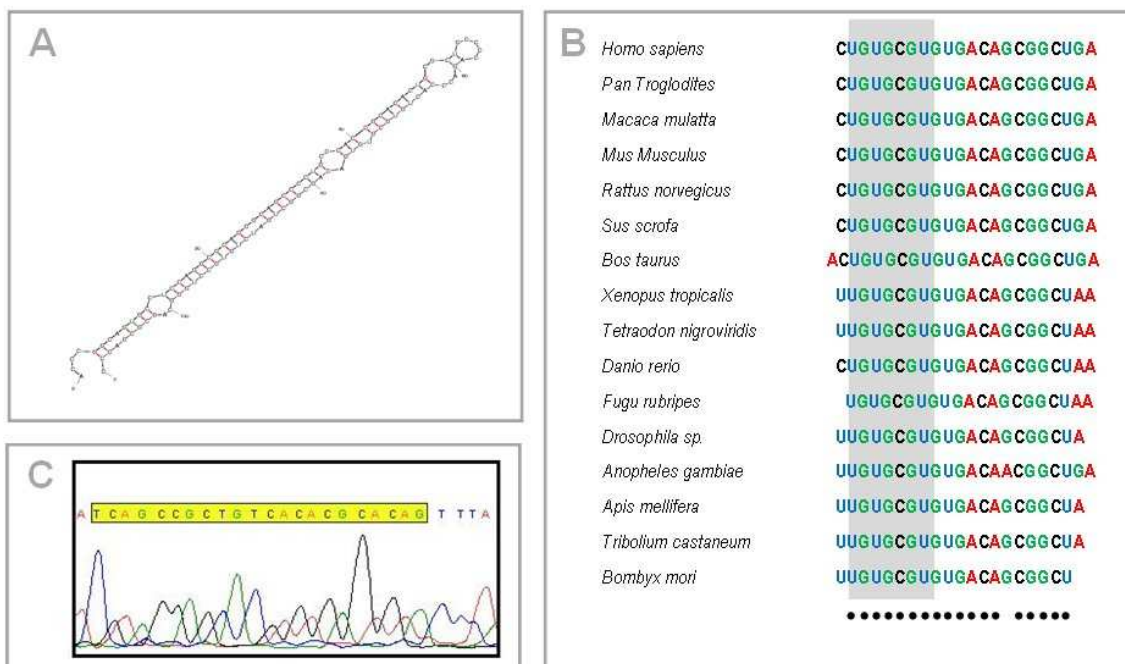 A
B
Homo sapiens CUGUGCGUGUGACAGCGGCUGA
Pan Troglodites CUGUGCGUGUGACAGCGGCUGA
Macaca mulatta CUGUGCGUGUGACAGCGGCUGA
Mus Musculus CUGUGCGUGUGACAGCGGCUGA
Rattus norvegicus CUGUGCGUGUGACAGCGGCUGA
Sus scrofa CUGUGCGUGUGACAGCGGCUGA
Bos taurus ACUGUGCGUGUGACAGCGGCUGA
Xenopus tropicalis UUGUGCGUGUGACAGCGGCUAA
Tetraodon nigroviridis UUGUGCGUGUGACAGCGGCUAA
Danio rerio CUGUGCGUGUGACAGCGGCUAA
Fugu rubripes UGUGCGUGUGACAGCGGCUAA
Drosophila sp. UUGUGCGUGUGACAGCGGCUA
Anopheles gambiae UUGUGCGUGUGACAACGGCUGA
Apis mellifera UUGUGCGUGUGACAGCGGCUA
Tribolium castaneum UUGUGCGUGUGACAGCGGCUA
Bombyx mori UUGUGCGUGUGACAGCGGCU
C
A T C A G C C G C T G T C A C A C G C A C A G T T T A